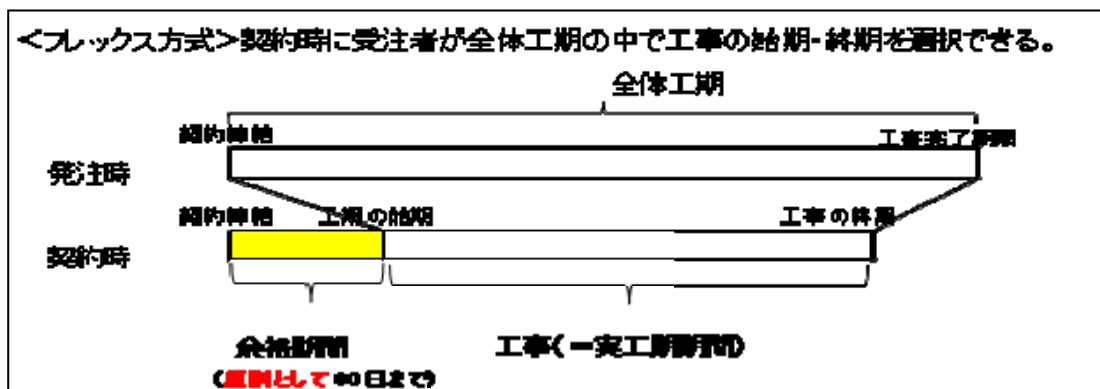 <フレックス方式>契約時に受注者が全体工期の中で工事の始期・終期を選択できる。
全体工期
契約締結 工事完了期限
発注時
契約締結 工期の始期 工事の終期
契約時
余裕期間 工事(=実工期期間)
(原則として 日まで)